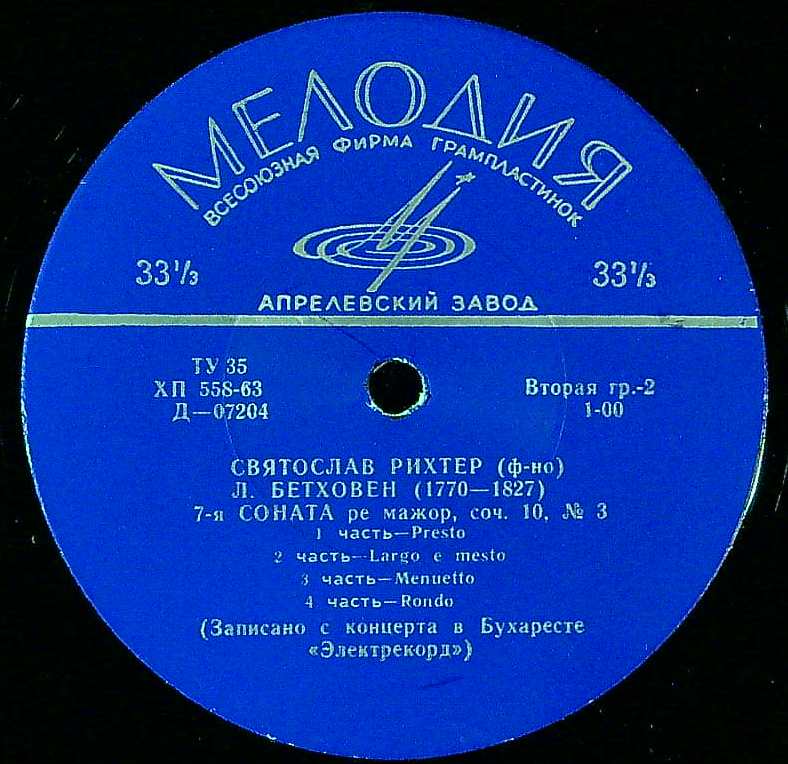 МЕЛОДИЯ
ВСЕСОЮЗНАЯ ФИРМА ГРАМПЛАСТИНОК
33⅓ 33⅓
АПРЕЛЕВСКИЙ ЗАВОД
ТУ 35
ХП 558-63
Д—07204
Вторая гр.-2
1-00
СВЯТОСЛАВ РИХТЕР (ф-но)
Л. БЕТХОВЕН (1770—1827)
7-я СОНАТА ре мажор, соч. 10, № 3
1 часть—Presto
2 часть—Largo e mesto
3 часть—Menuetto
4 часть—Rondo
(Записано с концерта в Бухаресте
«Электрекорд»)